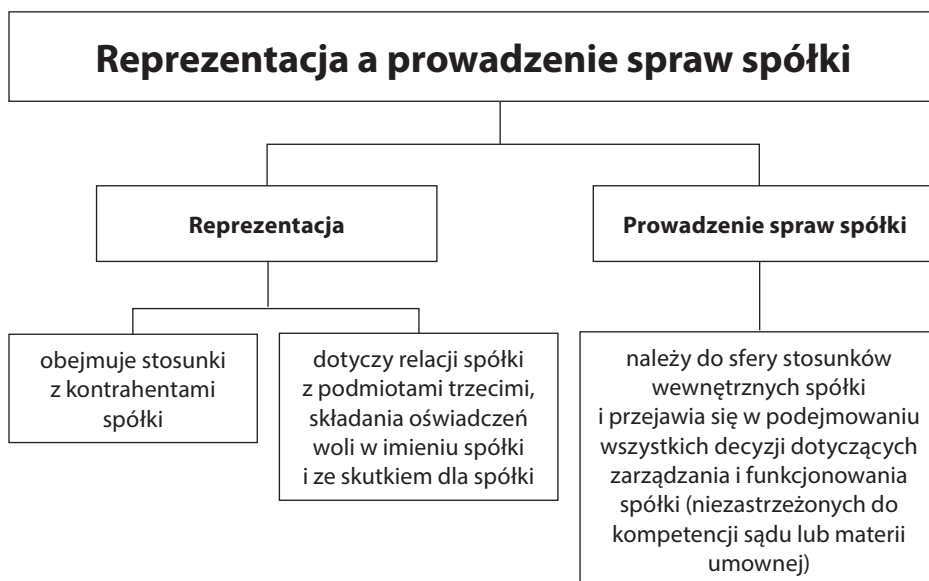 Reprezentacja a prowadzenie spraw spółki
Reprezentacja
Prowadzenie spraw spółki
obejmuje stosunki
z kontrahentami
spółki
dotyczy relacji spółki
z podmiotami trzecimi,
składania oświadczeń
woli w imieniu spółki
i ze skutkiem dla spółki
należy do sfery stosunków
wewnętrznych spółki
i przejawia się w podejmowaniu
wszystkich decyzji dotyczących
zarządzania i funkcjonowania
spółki (niezastrzeżonych do
kompetencji sądu lub materii
umownej)